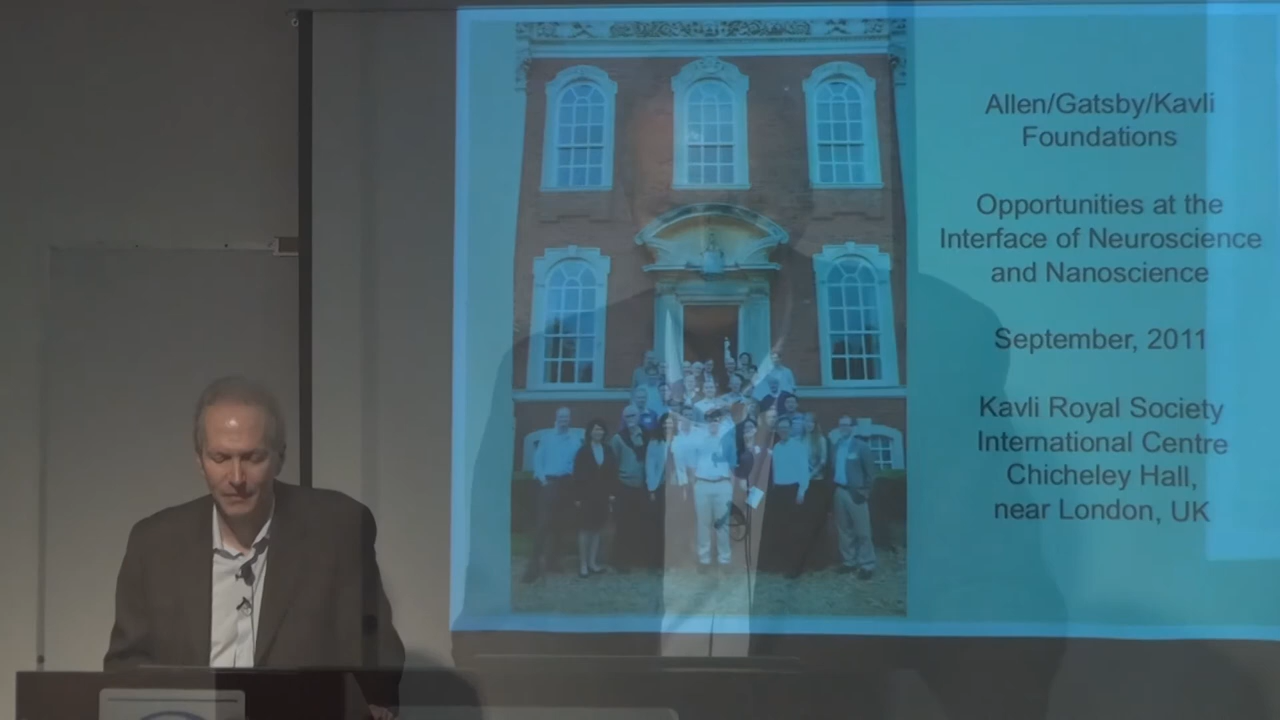 Allen/Gatsby/Kavli
Foundations
Opportunities at the
Interface of Neuroscience
and Nanoscience
September, 2011
Kavli Royal Society
International Centre
Chicheley Hall,
near London, UK